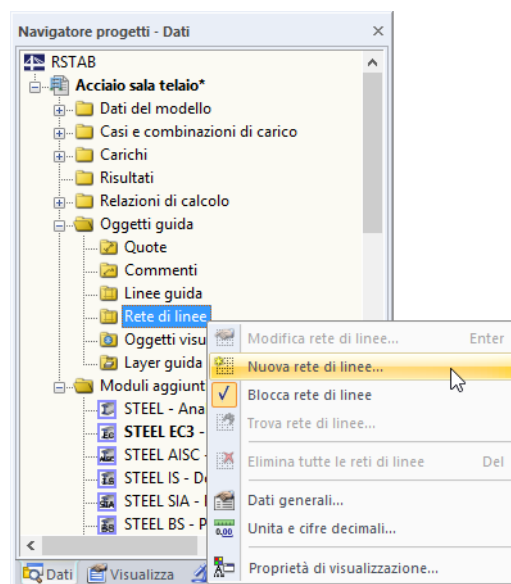 Navigatore progetti - Dati
RSTAB
Acciaio sala telaio*
Dati del modello
Casi e combinazioni di carico
Carichi
Risultati
Relazioni di calcolo
Oggetti guida
Quote
Commenti
Linee guida
Rete di linee
Oggetti visu
Layer guida
Moduli aggiunt
STEEL - Ana
STEEL EC3 -
STEEL AISC -
STEEL IS - De
STEEL SIA -
STEEL BS - P
Dati
Visualizza
Modifica rete di linee... Enter
Nuova rete di linee...
Blocca rete di linee
Trova rete di linee...
Elimina tutte le reti di linee Del
Dati generali...
Unita e cifre decimali...
Proprietà di visualizzazione...